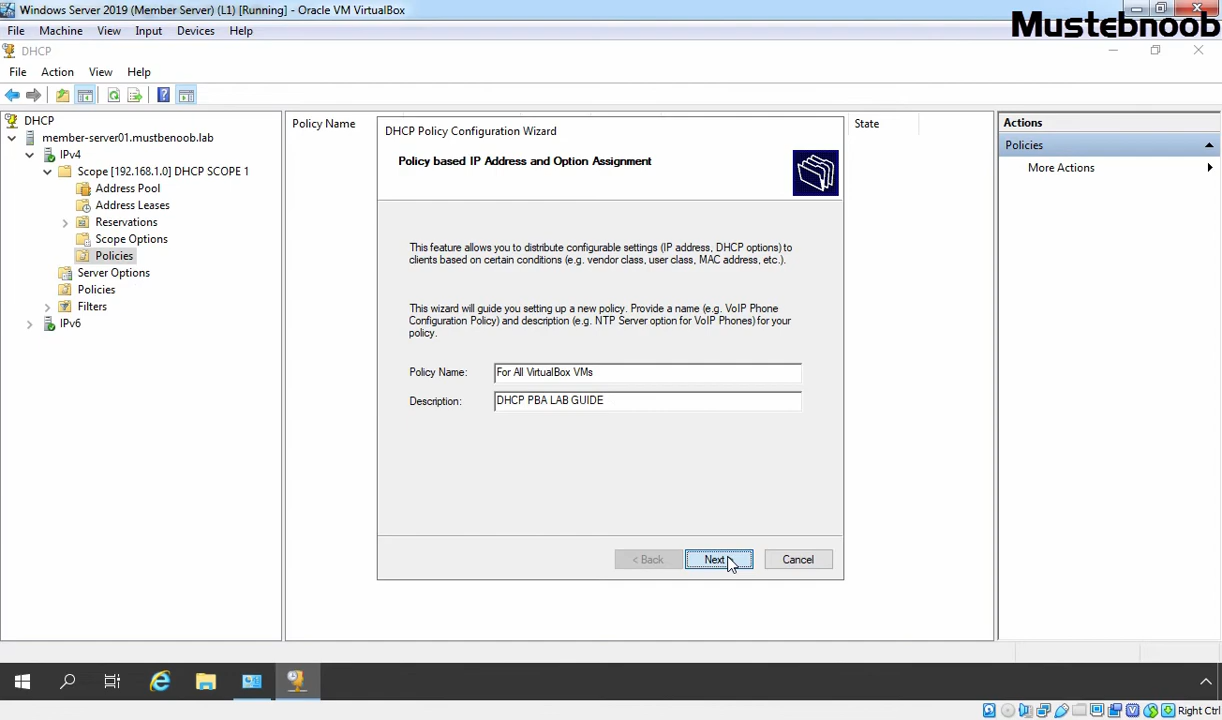 Windows Server 2019 (Member Server) (L1) [Running] - Oracle VM VirtualBox
Mustebnoob
File Machine View Input Devices Help
DHCP
File Action View Help
DHCP
member-server01.mustbenoob.lab
IPv4
Scope [192.168.1.0] DHCP SCOPE 1
Address Pool
Address Leases
Reservations
Scope Options
Policies
Server Options
Policies
Filters
IPv6
Policy Name
State
DHCP Policy Configuration Wizard
Policy based IP Address and Option Assignment
This feature allows you to distribute configurable settings (IP address, DHCP options) to
clients based on certain conditions (e.g. vendor class, user class, MAC address, etc.).
This wizard will guide you setting up a new policy. Provide a name (e.g. VoIP Phone
Configuration Policy) and description (e.g. NTP Server option for VoIP Phones) for your
policy.
Policy Name: For All VirtualBox VMs
Description: DHCP PBA LAB GUIDE
< Back Next Cancel
Actions
Policies
More Actions
Right Ctrl